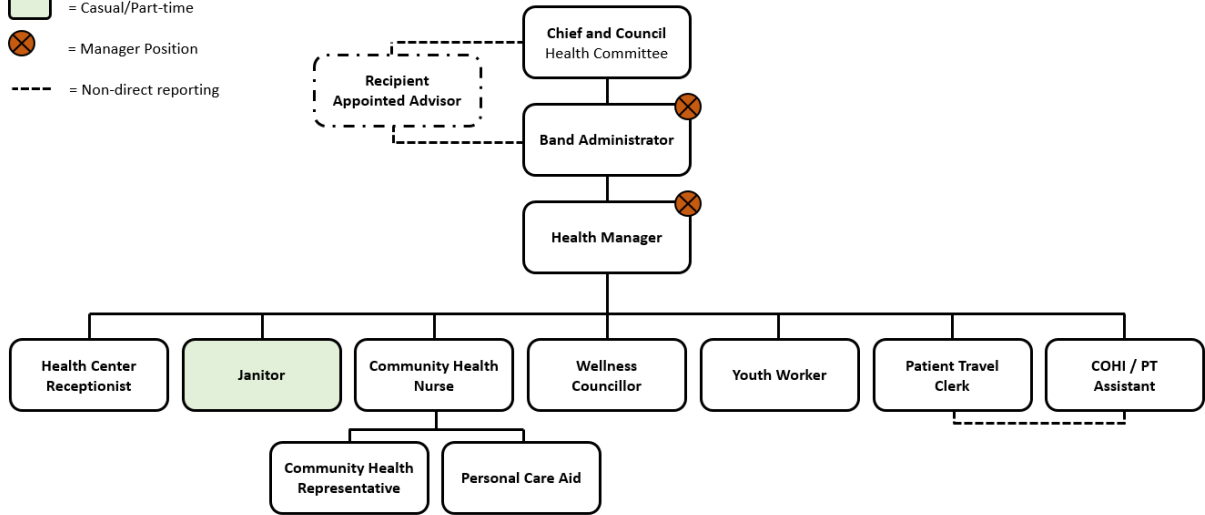 = Casual/Part-time
= Manager Position
= Non-direct reporting
Chief and Council
Health Committee
Recipient
Appointed Advisor
Band Administrator
Health Manager
Health Center
Receptionist
Janitor
Community Health
Nurse
Wellness
Councillor
Youth Worker
Patient Travel
Clerk
COHI / PT
Assistant
Community Health
Representative
Personal Care Aid